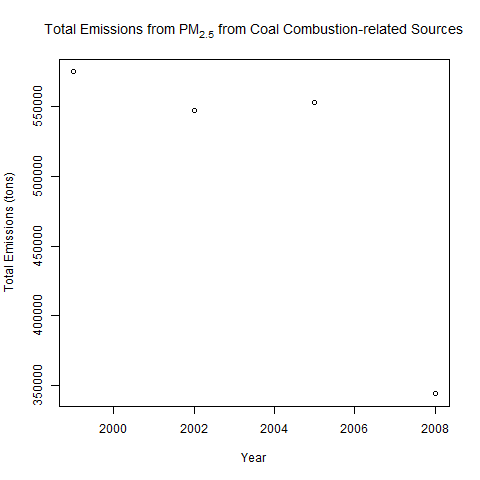 Total Emissions from PM2.5 from Coal Combustion-related Sources
Total Emissions (tons)
550000
500000
450000
400000
350000
2000 2002 2004 2006 2008
Year